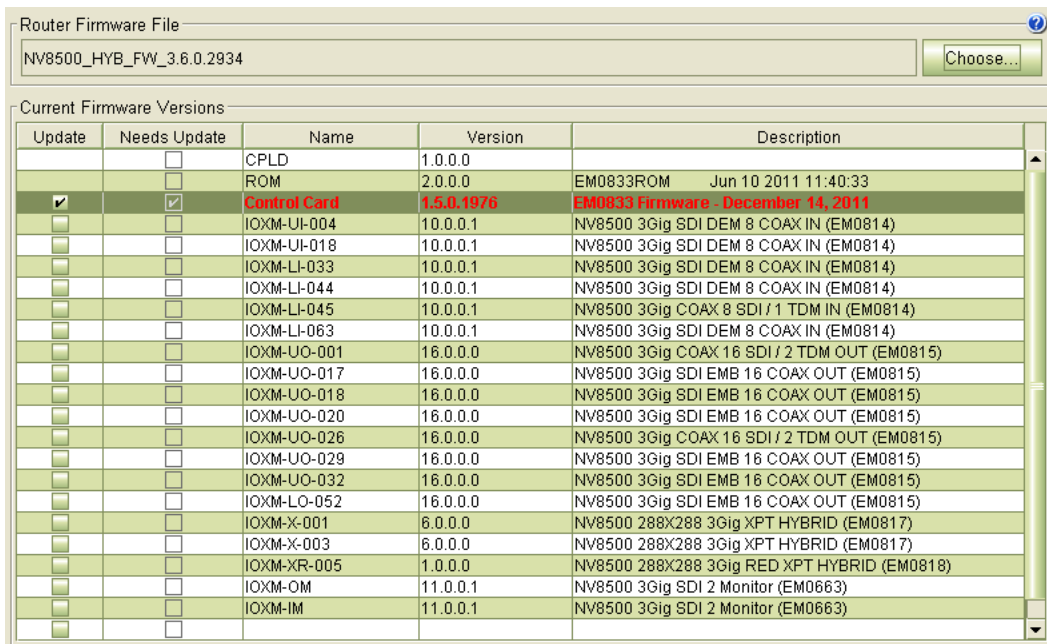 Router Firmware File
NV8500_HYB_FW_3.6.0.2934 Choose...
Current Firmware Versions
Update Needs Update Name Version Description
CPLD 1.0.0.0
ROM 2.0.0.0 EM0833ROM Jun 10 2011 11:40:33
Control Card 1.5.0.1976 EM0833 Firmware - December 14, 2011
IOXM-UI-004 10.0.0.1 NV8500 3Gig SDI DEM 8 COAX IN (EM0814)
IOXM-UI-018 10.0.0.1 NV8500 3Gig SDI DEM 8 COAX IN (EM0814)
IOXM-LI-033 10.0.0.1 NV8500 3Gig SDI DEM 8 COAX IN (EM0814)
IOXM-LI-044 10.0.0.1 NV8500 3Gig SDI DEM 8 COAX IN (EM0814)
IOXM-LI-045 10.0.0.1 NV8500 3Gig COAX 8 SDI / 1 TDM IN (EM0814)
IOXM-LI-063 10.0.0.1 NV8500 3Gig SDI DEM 8 COAX IN (EM0814)
IOXM-UO-001 16.0.0.0 NV8500 3Gig COAX 16 SDI / 2 TDM OUT (EM0815)
IOXM-UO-017 16.0.0.0 NV8500 3Gig SDI EMB 16 COAX OUT (EM0815)
IOXM-UO-018 16.0.0.0 NV8500 3Gig SDI EMB 16 COAX OUT (EM0815)
IOXM-UO-020 16.0.0.0 NV8500 3Gig SDI EMB 16 COAX OUT (EM0815)
IOXM-UO-026 16.0.0.0 NV8500 3Gig COAX 16 SDI / 2 TDM OUT (EM0815)
IOXM-UO-029 16.0.0.0 NV8500 3Gig SDI EMB 16 COAX OUT (EM0815)
IOXM-UO-032 16.0.0.0 NV8500 3Gig SDI EMB 16 COAX OUT (EM0815)
IOXM-LO-052 16.0.0.0 NV8500 3Gig SDI EMB 16 COAX OUT (EM0815)
IOXM-X-001 6.0.0.0 NV8500 288X288 3Gig XPT HYBRID (EM0817)
IOXM-X-003 6.0.0.0 NV8500 288X288 3Gig XPT HYBRID (EM0817)
IOXM-XR-005 1.0.0.0 NV8500 288X288 3Gig RED XPT HYBRID (EM0818)
IOXM-OM 11.0.0.1 NV8500 3Gig SDI 2 Monitor (EM0663)
IOXM-IM 11.0.0.1 NV8500 3Gig SDI 2 Monitor (EM0663)